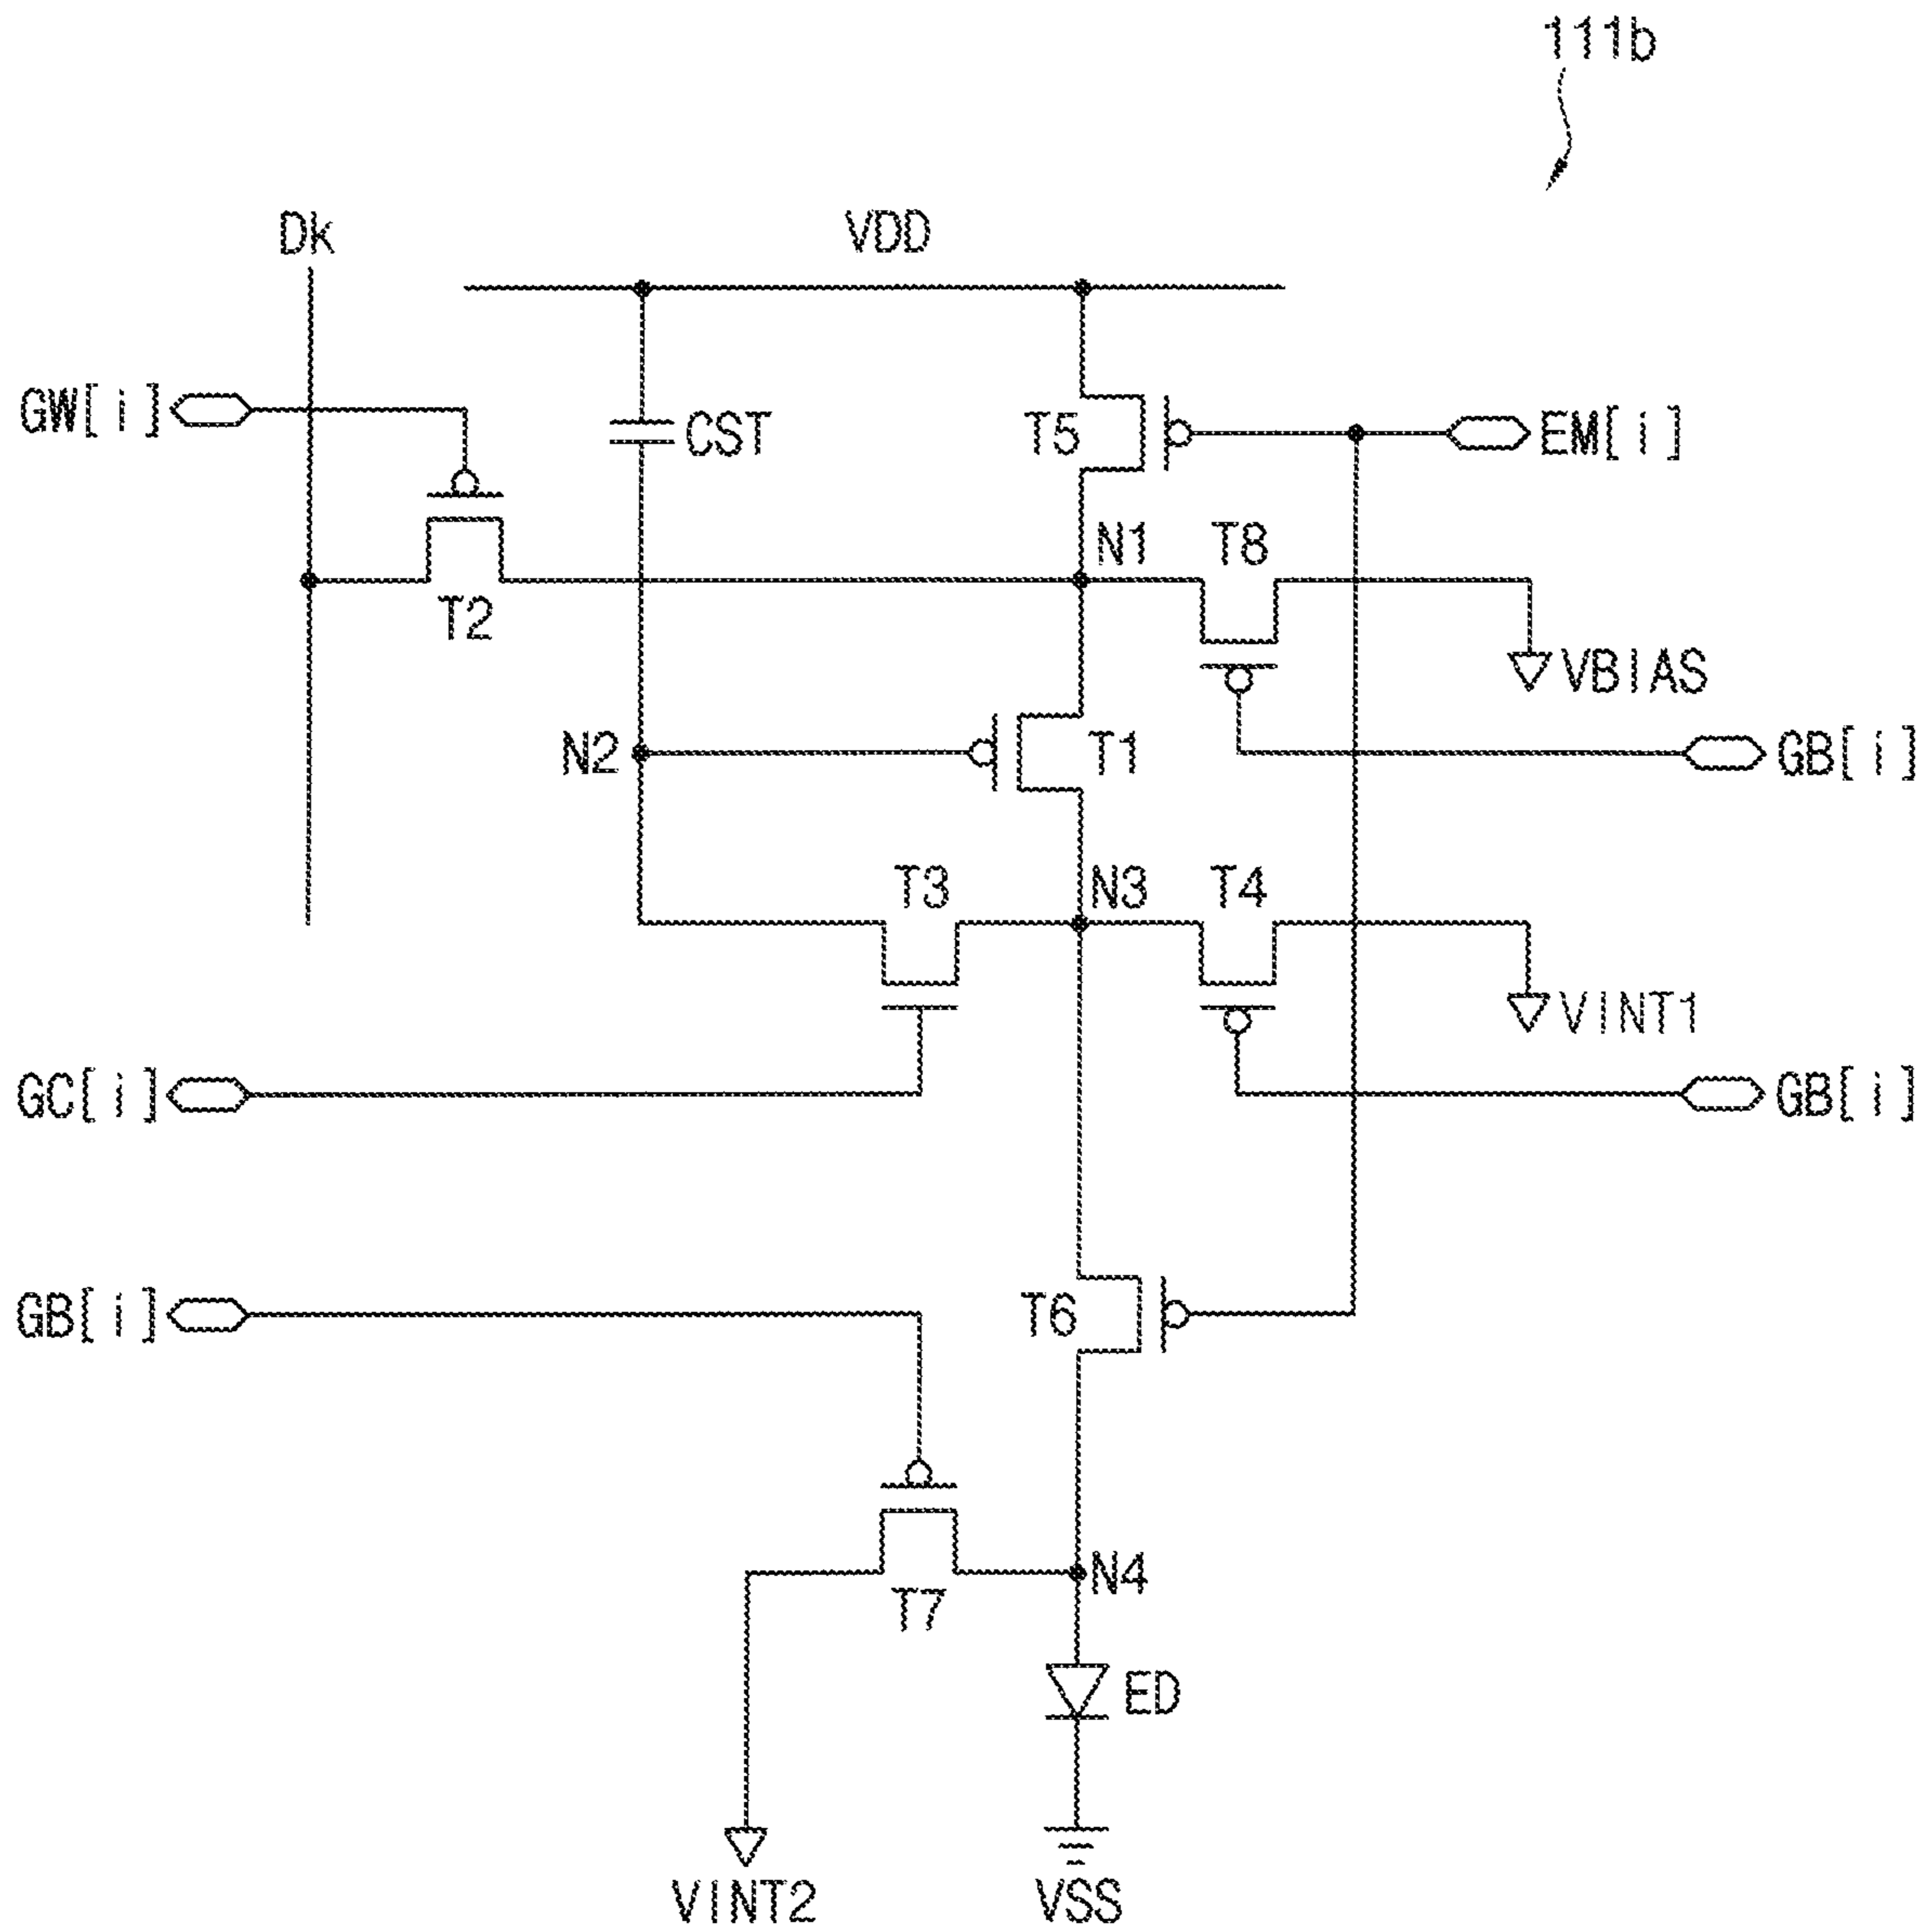 111b
Dk
VDD
GW[i]
CST
T5
EM[i]
N1
T8
T2
VBIAS
N2
T1
GB[i]
T3
N3
T4
VINT1
GC[i]
GB[i]
GB[i]
T6
N4
T7
ED
VINT2
VSS